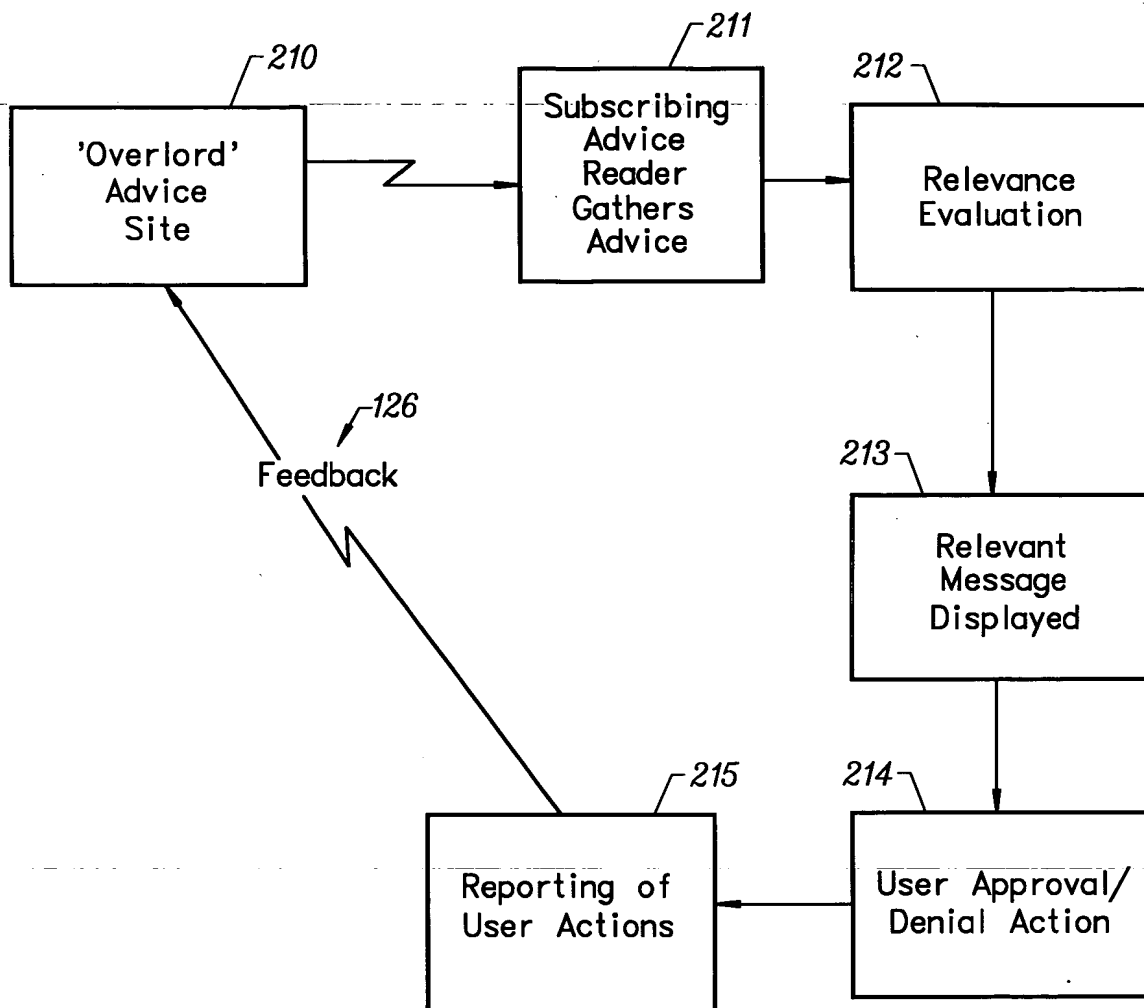 210
'Overlord'
Advice
Site
211
Subscribing
Advice
Reader
Gathers
Advice
212
Relevance
Evaluation
126
Feedback
213
Relevant
Message
Displayed
215
Reporting of
User Actions
214
User Approval/
Denial Action